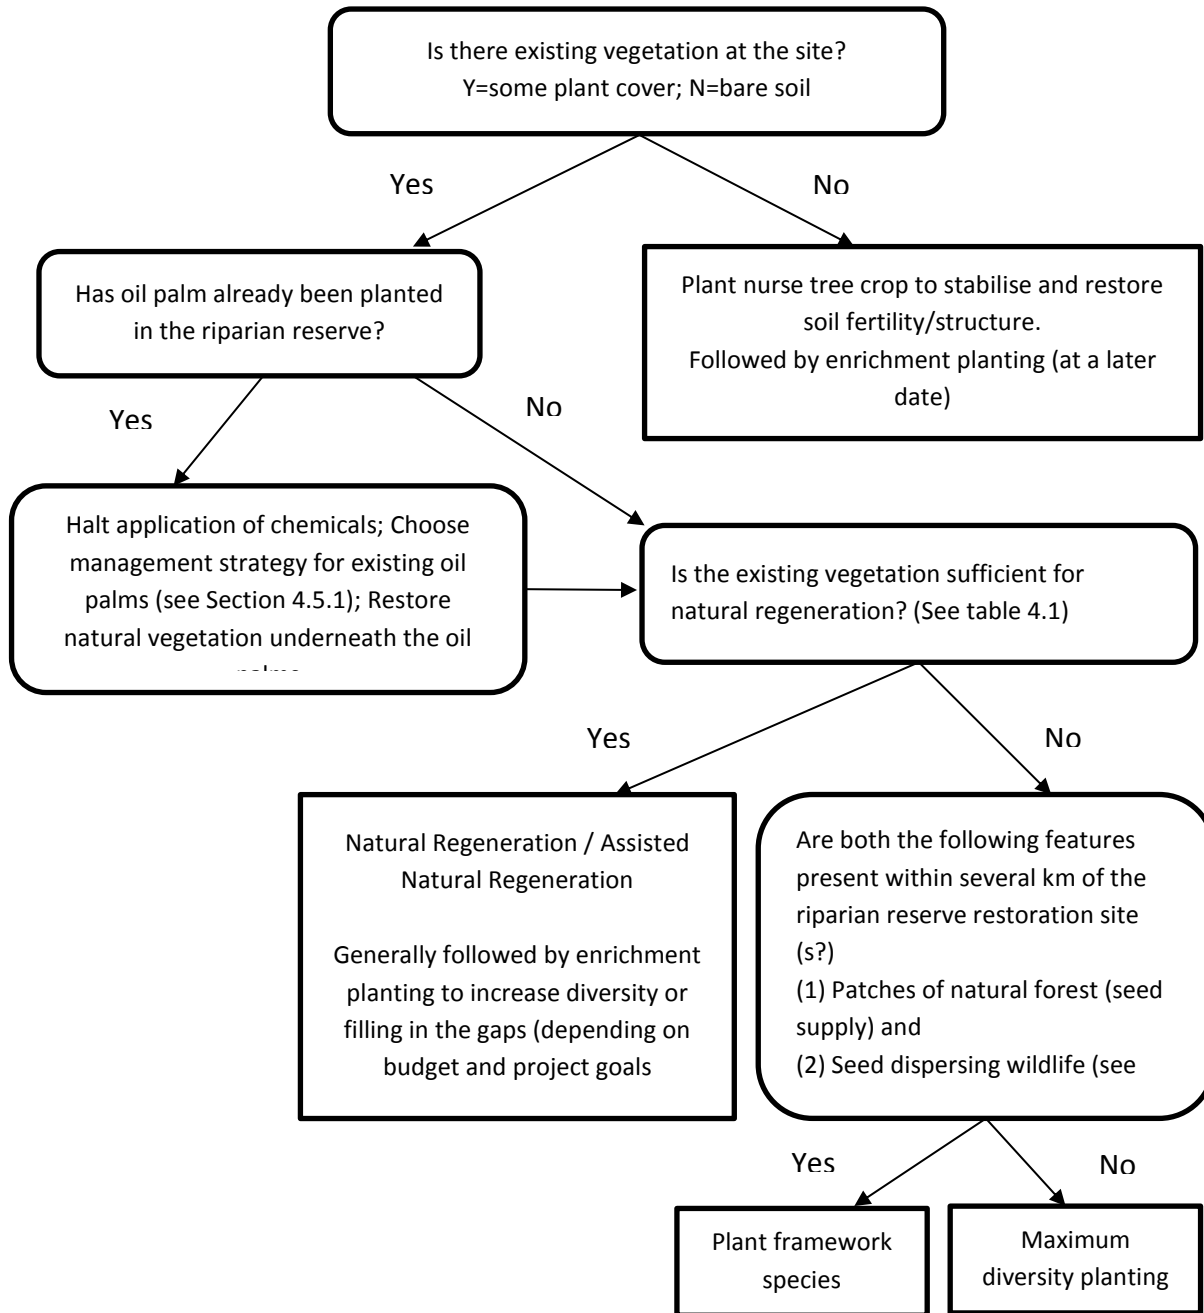 Is there existing vegetation at the site?
Y=some plant cover; N=bare soil
Yes
No
Has oil palm already been planted
in the riparian reserve?
Plant nurse tree crop to stabilise and restore
soil fertility/structure.
Followed by enrichment planting (at a later
date)
Yes
No
Halt application of chemicals; Choose
management strategy for existing oil
palms (see Section 4.5.1); Restore
natural vegetation underneath the oil
Is the existing vegetation sufficient for
natural regeneration? (See table 4.1)
Yes
No
Natural Regeneration / Assisted
Natural Regeneration
Generally followed by enrichment
planting to increase diversity or
filling in the gaps (depending on
budget and project goals
Are both the following features
present within several km of the
riparian reserve restoration site
(s?)
(1) Patches of natural forest (seed
supply) and
(2) Seed dispersing wildlife (see
Yes
No
Plant framework
species
Maximum
diversity planting